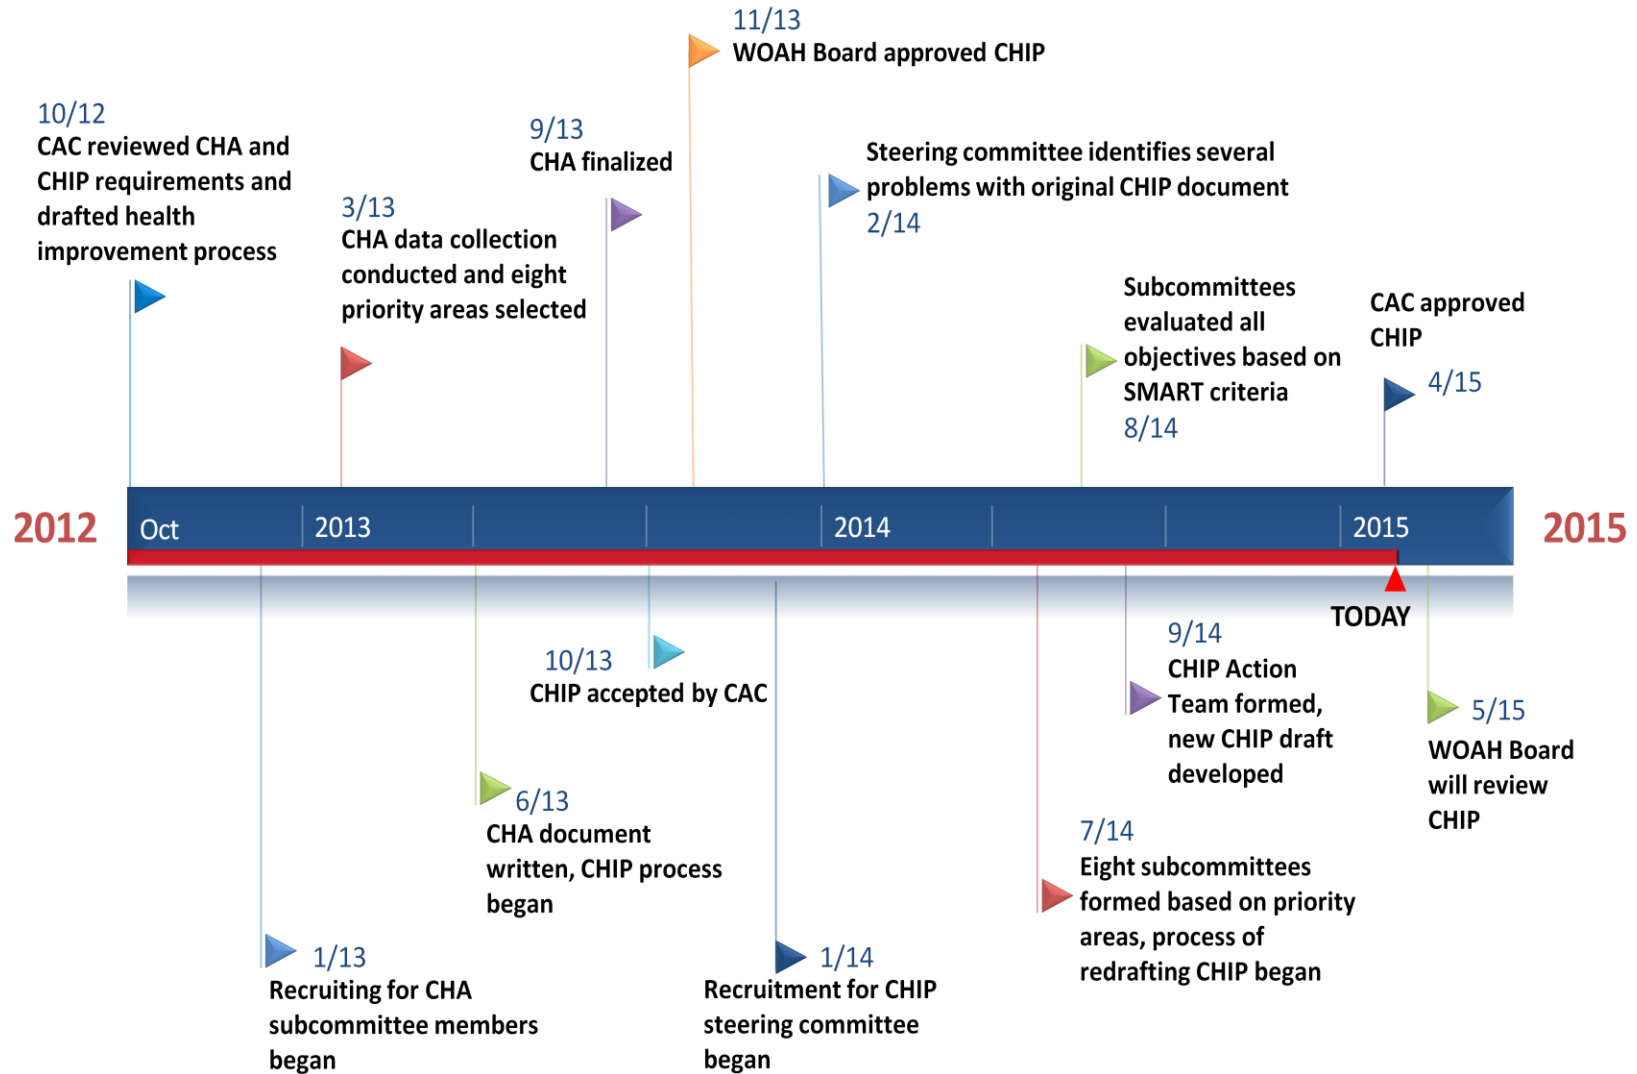 11/13
WOAH Board approved CHIP
10/12
CAC reviewed CHA and
CHIP requirements and
drafted health
improvement process
9/13
CHA finalized
3/13
CHA data collection
conducted and eight
priority areas selected
Steering committee identifies several
problems with original CHIP document
2/14
Subcommittees
evaluated all
objectives based on
SMART criteria
8/14
CAC approved
CHIP
4/15
2012
Oct
2013
2014
2015
2015
TODAY
10/13
CHIP accepted by CAC
9/14
CHIP Action
Team formed,
new CHIP draft
developed
5/15
WOAH Board
will review
CHIP
6/13
CHA document
written, CHIP process
began
7/14
Eight subcommittees
formed based on priority
areas, process of
redrafting CHIP began
1/13
Recruiting for CHA
subcommittee members
began
1/14
Recruitment for CHIP
steering committee
began